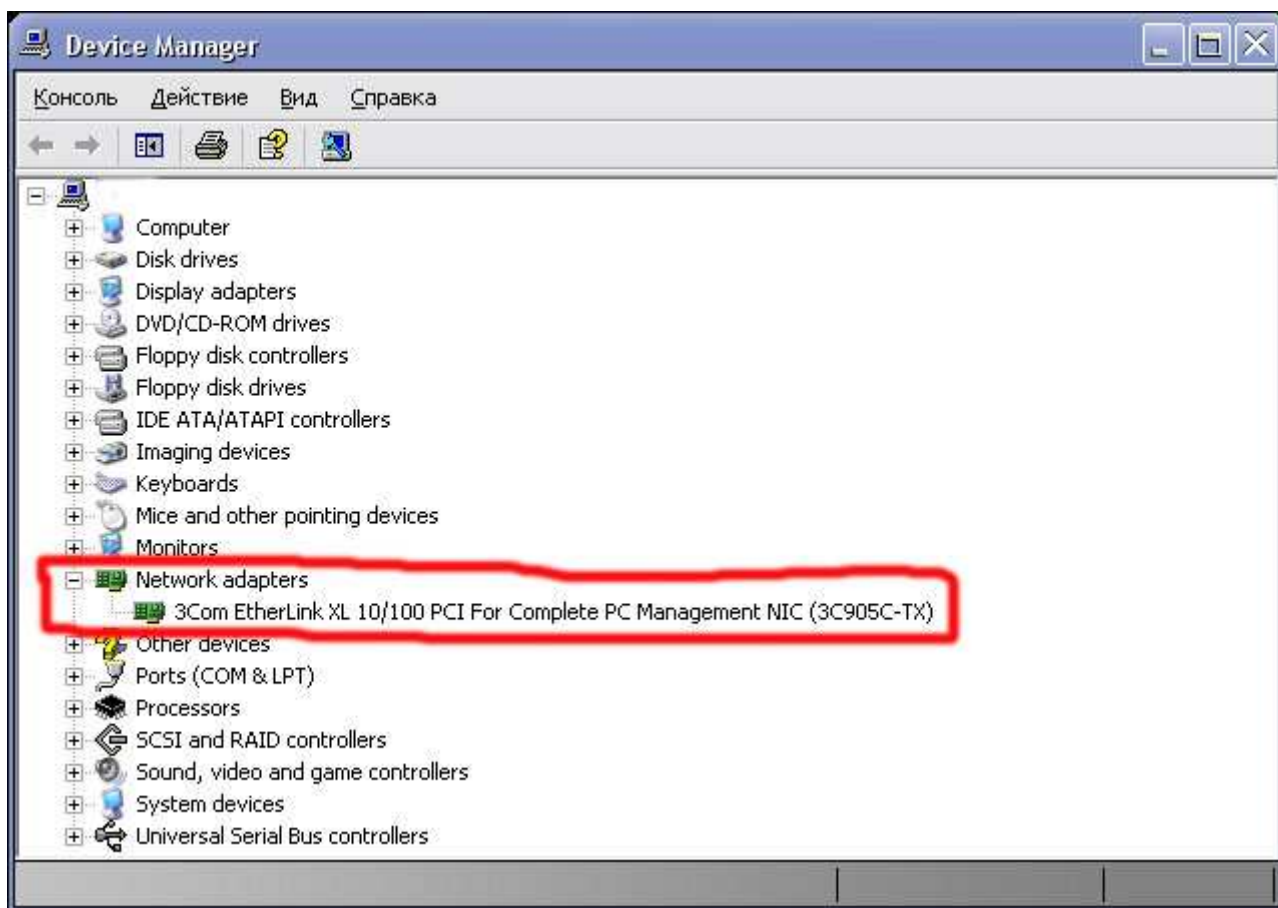 Device Manager
Консоль Действие Вид Справка
Computer
Disk drives
Display adapters
DVD/CD-ROM drives
Floppy disk controllers
Floppy disk drives
IDE ATA/ATAPI controllers
Imaging devices
Keyboards
Mice and other pointing devices
Monitors
Network adapters
3Com EtherLink XL 10/100 PCI For Complete PC Management NIC (3C905C-TX)
Other devices
Ports (COM & LPT)
Processors
SCSI and RAID controllers
Sound, video and game controllers
System devices
Universal Serial Bus controllers